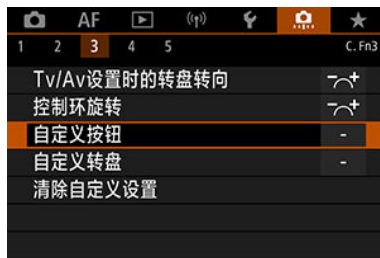 AF
1 2 3 4 5 C.Fn3
Tv/Av设置时的转盘转向 -+
控制环旋转 -+
自定义按钮 -
自定义转盘 -
清除自定义设置